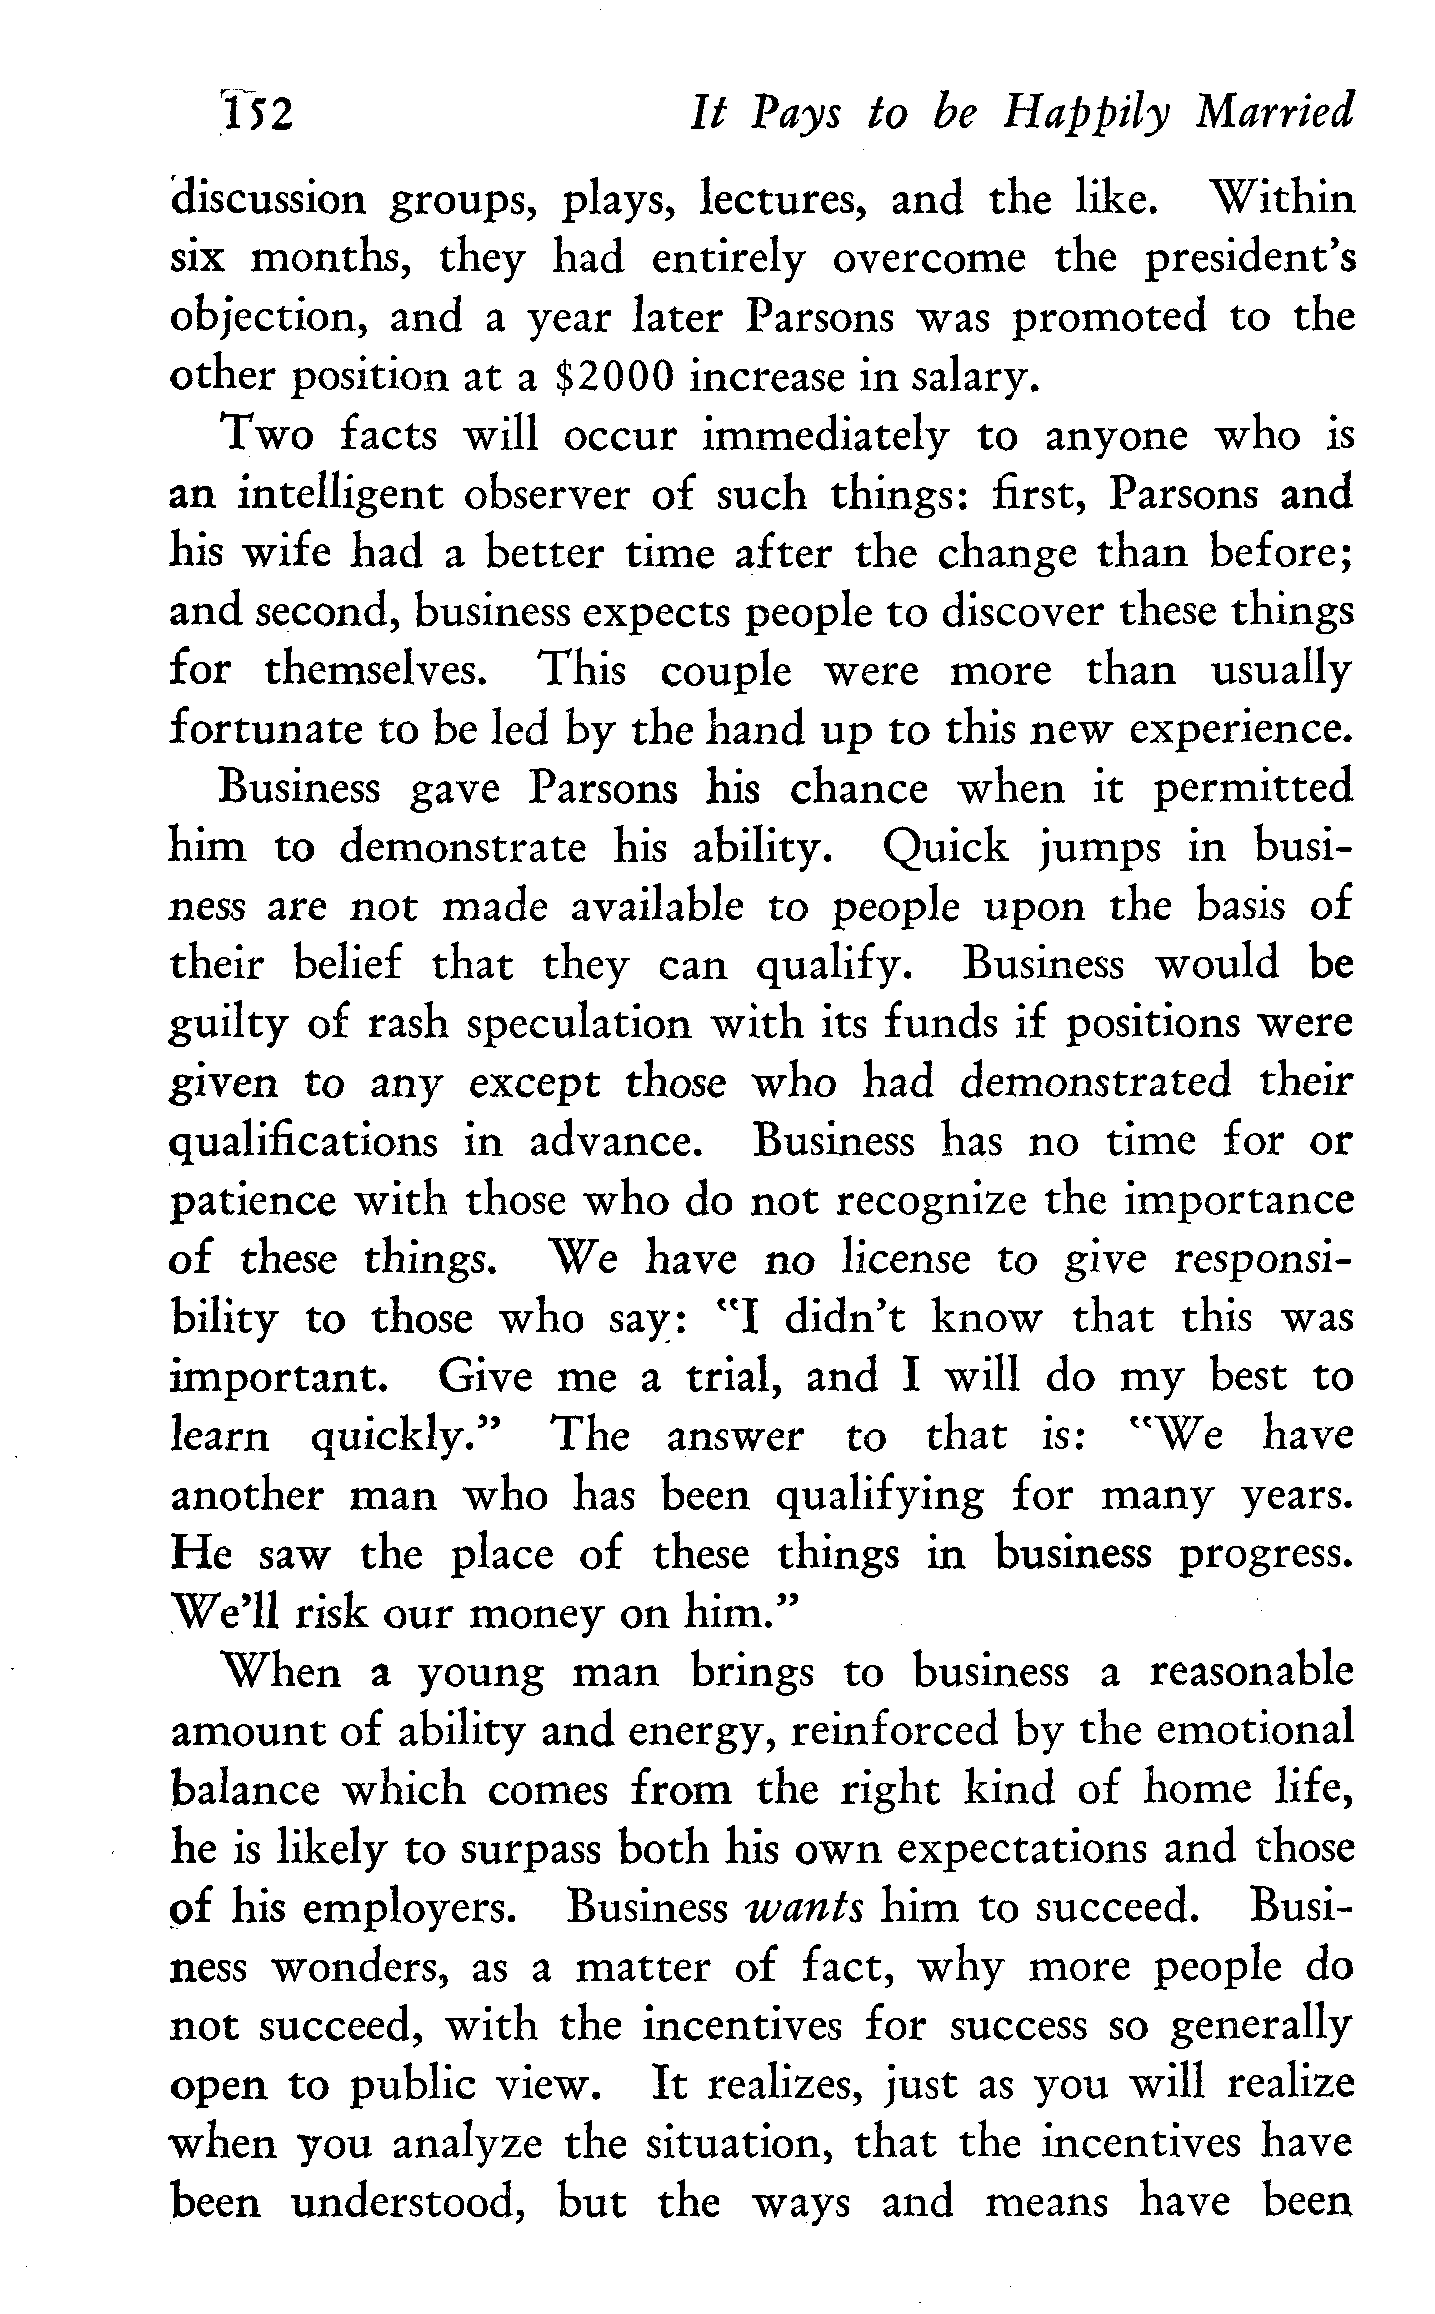 152 It Pays to be Happily Married
discussion groups, plays, lectures, and the like. Within
six months, they had entirely overcome the president's
objection, and a year later Parsons was promoted to the
other position at a $2000 increase in salary.
Two facts will occur immediately to anyone who is
an intelligent observer of such things: first, Parsons and
his wife had a better time after the change than before;
and second, business expects people to discover these things
for themselves. This couple were more than usually
fortunate to be led by the hand up to this new experience.
Business gave Parsons his chance when it permitted
him to demonstrate his ability. Quick jumps in busi-
ness are not made available to people upon the basis of
their belief that they can qualify. Business would be
guilty of rash speculation with its funds if positions were
given to any except those who had demonstrated their
qualifications in advance. Business has no time for or
patience with those who do not recognize the importance
of these things. We have no license to give responsi-
bility to those who say: "I didn't know that this was
important. Give me a trial, and I will do my best to
learn quickly." The answer to that is: "We have
another man who has been qualifying for many years.
He saw the place of these things in business progress.
We'll risk our money on him."
When a young man brings to business a reasonable
amount of ability and energy, reinforced by the emotional
balance which comes from the right kind of home life,
he is likely to surpass both his own expectations and those
of his employers. Business wants him to succeed. Busi-
ness wonders, as a matter of fact, why more people do
not succeed, with the incentives for success so generally
open to public view. It realizes, just as you will realize
when you analyze the situation, that the incentives have
been understood, but the ways and means have been